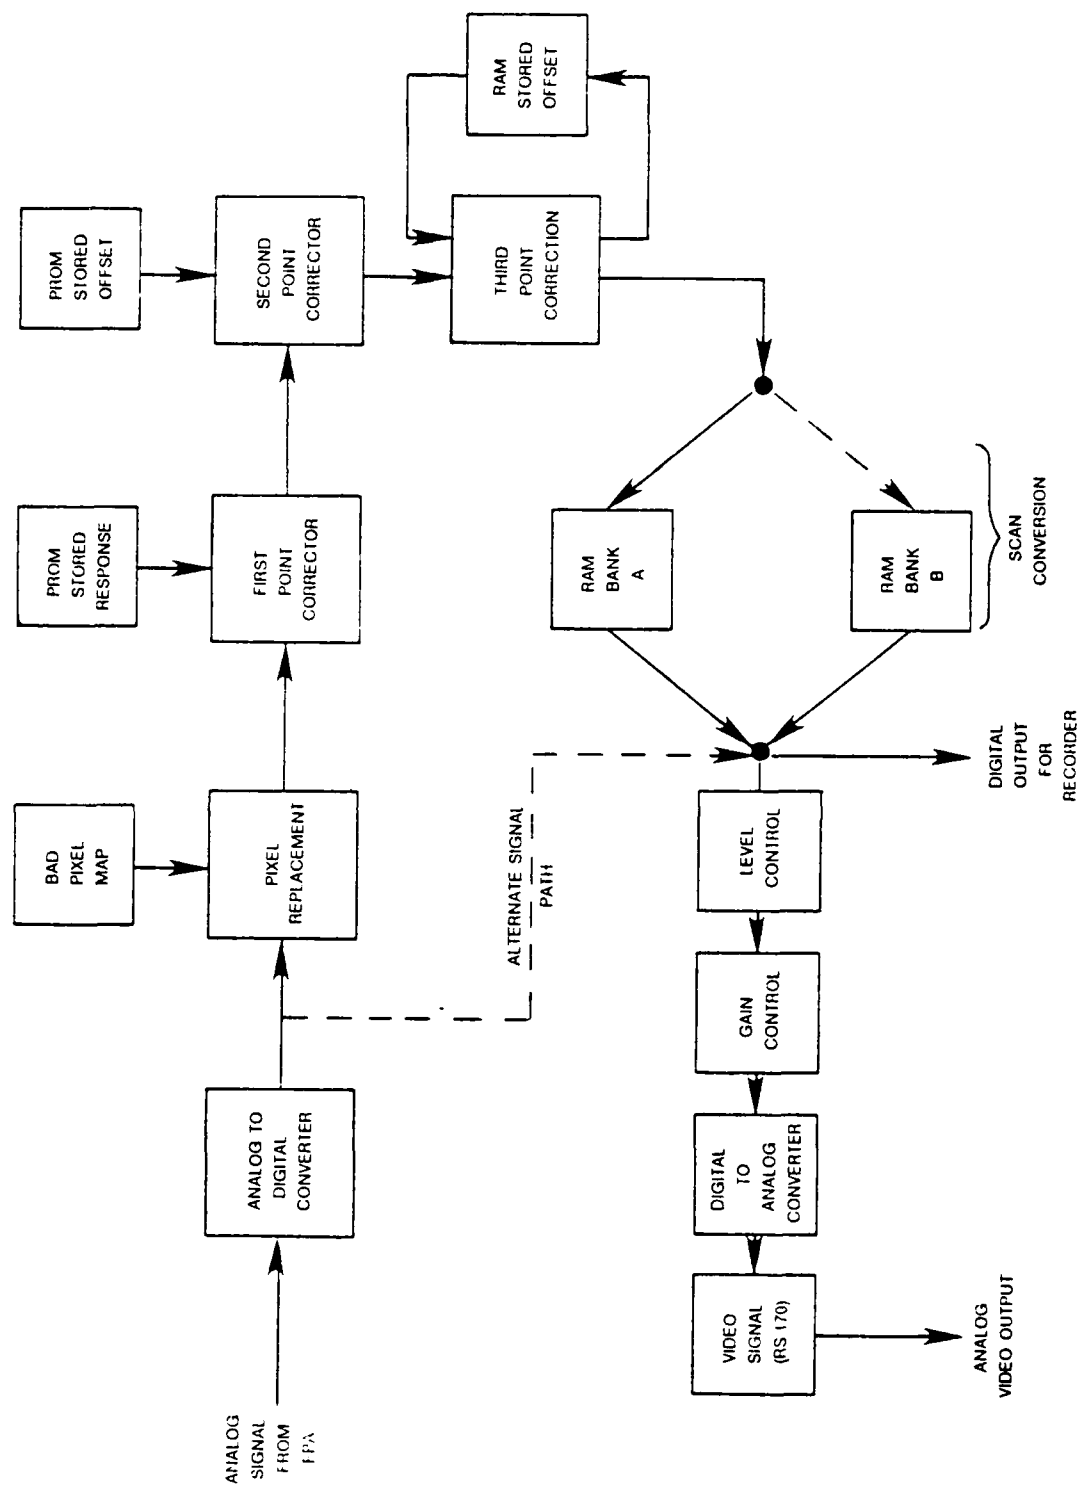 ANALOG
SIGNAL
FROM
FPA
ANALOG TO
DIGITAL
CONVERTER
BAD
PIXEL
MAP
PIXEL
REPLACEMENT
PROM
STORED
RESPONSE
FIRST
POINT
CORRECTOR
PROM
STORED
OFFSET
SECOND
POINT
CORRECTOR
THIRD
POINT
CORRECTION
RAM
STORED
OFFSET
ALTERNATE SIGNAL
PATH
RAM
BANK
A
RAM
BANK
B
SCAN
CONVERSION
DIGITAL
OUTPUT
FOR
RECORDER
LEVEL
CONTROL
GAIN
CONTROL
DIGITAL
TO
ANALOG
CONVERTER
VIDEO
SIGNAL
(RS 170)
ANALOG
VIDEO OUTPUT